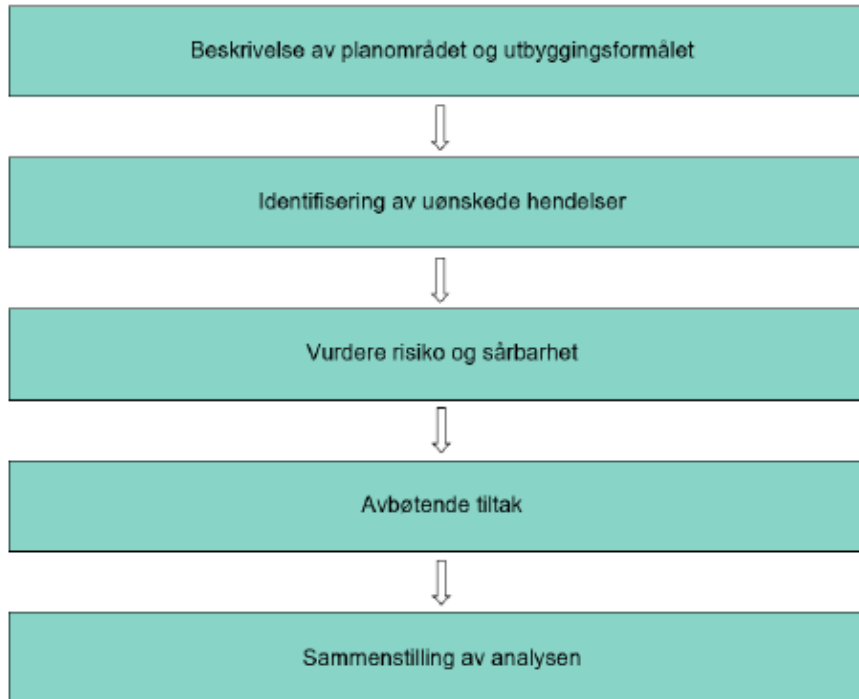 Beskrivelse av planområdet og utbyggingsformålet
Identifisering av uønskede hendelser
Vurdere risiko og sårbarhet
Avbøtende tiltak
Sammenstilling av analysen